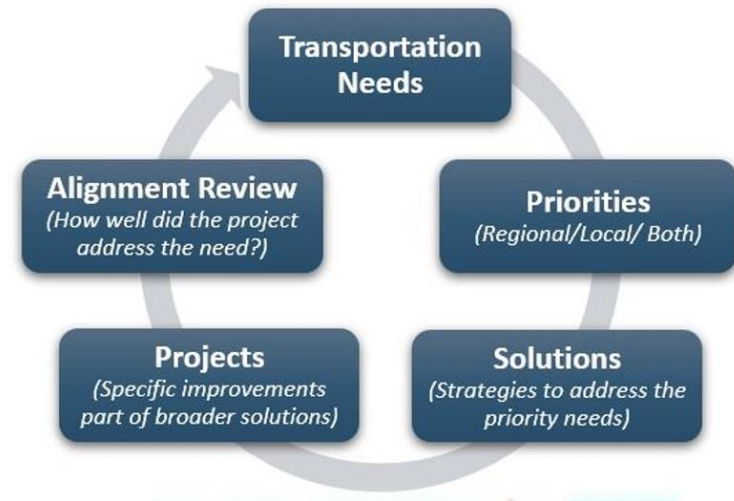 Transportation
Needs
Priorities
(Regional/Local/ Both)
Solutions
(Strategies to address the
priority needs)
Projects
(Specific improvements
part of broader solutions)
Alignment Review
(How well did the project
address the need?)